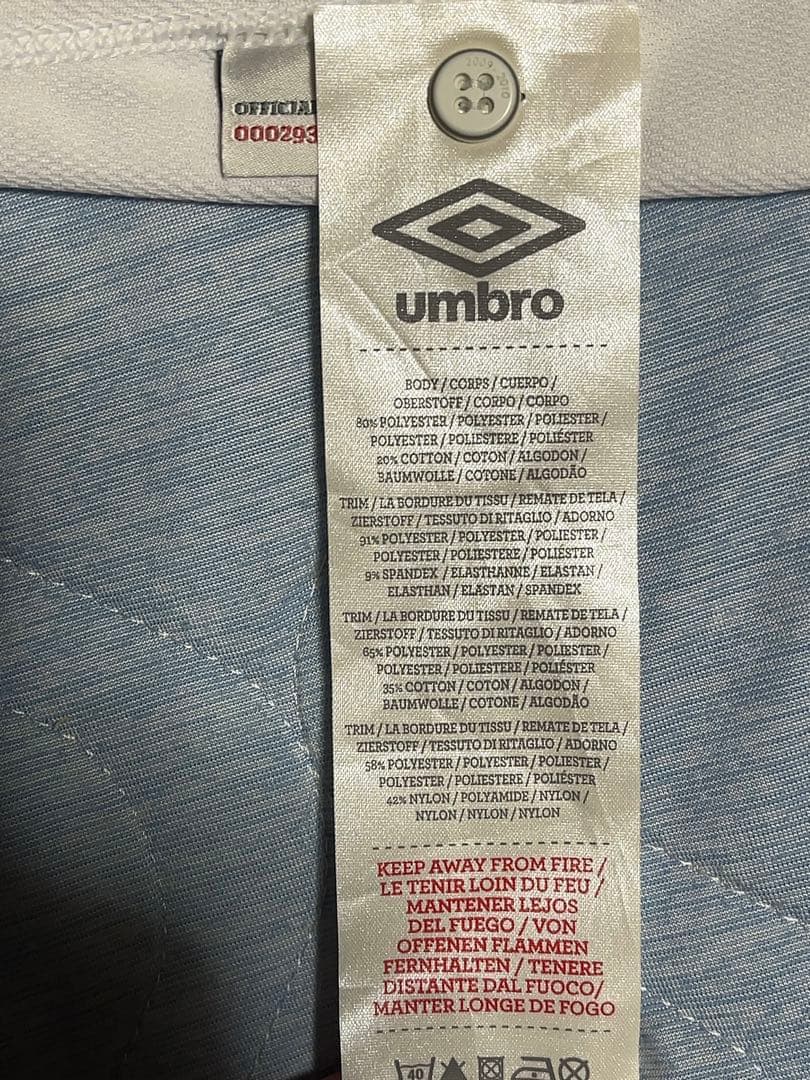 2009 2010
OFFICIAL
000293
umbro
BODY / CORPS / CUERPO /
OBERSTOFF / CORPO / CORPO
80% POLYESTER / POLYESTER / POLIESTER /
POLYESTER / POLIESTERE / POLIÉSTER
20% COTTON / COTON / ALGODON /
BAUMWOLLE / COTONE / ALGODÃO
TRIM / LA BORDURE DU TISSU / REMATE DE TELA /
ZIERSTOFF / TESSUTO DI RITAGLIO / ADORNO
91% POLYESTER / POLYESTER / POLIESTER /
POLYESTER / POLIESTERE / POLIÉSTER
9% SPANDEX / ELASTHANNE / ELASTAN /
ELASTHAN / ELASTAN / SPANDEX
TRIM / LA BORDURE DU TISSU / REMATE DE TELA /
ZIERSTOFF / TESSUTO DI RITAGLIO / ADORNO
65% POLYESTER / POLYESTER / POLIESTER /
POLYESTER / POLIESTERE / POLIÉSTER
35% COTTON / COTON / ALGODON /
BAUMWOLLE / COTONE / ALGODÃO
TRIM / LA BORDURE DU TISSU / REMATE DE TELA /
ZIERSTOFF / TESSUTO DI RITAGLIO / ADORNO
58% POLYESTER / POLYESTER / POLIESTER /
POLYESTER / POLIESTERE / POLIÉSTER
42% NYLON / POLYAMIDE / NYLON /
NYLON / NYLON / NYLON
KEEP AWAY FROM FIRE /
LE TENIR LOIN DU FEU /
MANTENER LEJOS
DEL FUEGO / VON
OFFENEN FLAMMEN
FERNHALTEN / TENERE
DISTANTE DAL FUOCO/
MANTER LONGE DE FOGO
40